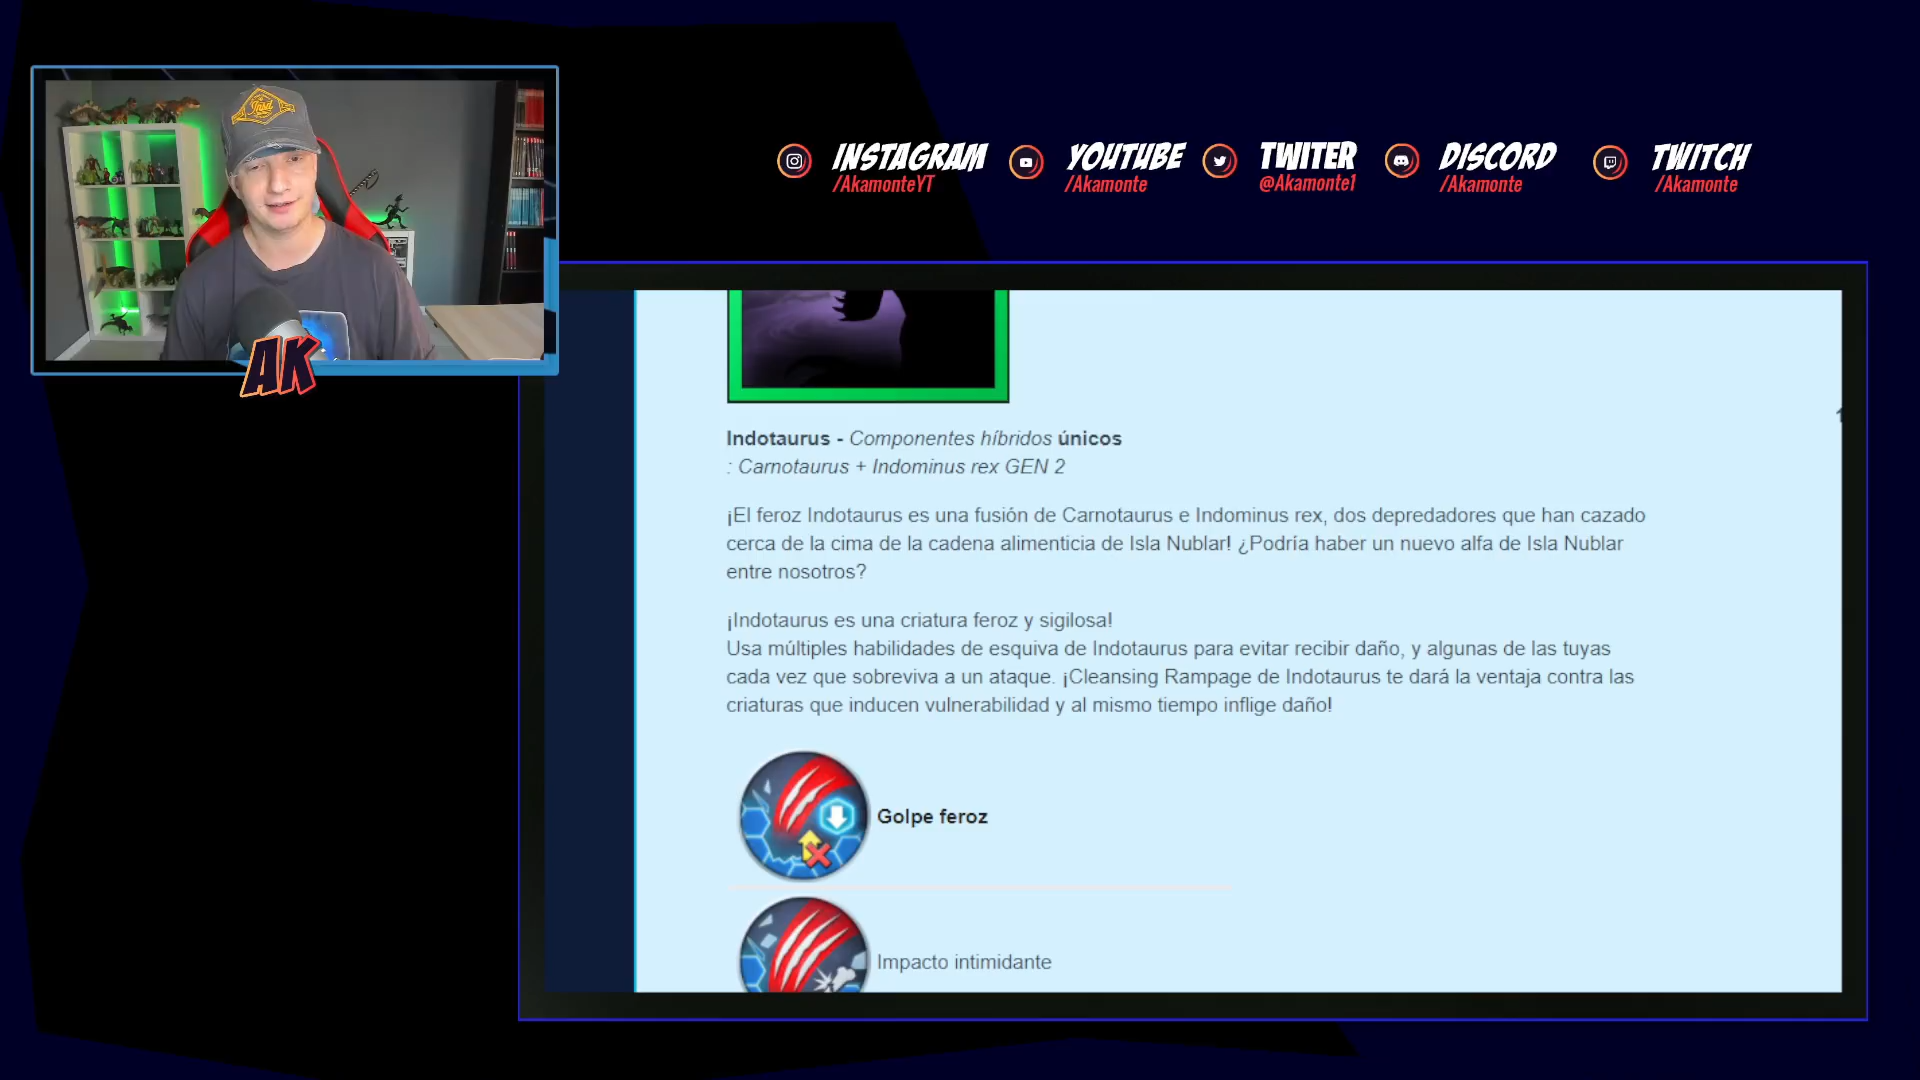 INSTAGRAM
/AkamonteYT
YOUTUBE
/Akamonte
TWITER
@Akamonte1
DISCORD
/Akamonte
TWITCH
/Akamonte
AK
Indotaurus - Componentes híbridos únicos
: Carnotaurus + Indominus rex GEN 2
¡El feroz Indotaurus es una fusión de Carnotaurus e Indominus rex, dos depredadores que han cazado
cerca de la cima de la cadena alimenticia de Isla Nublar! ¿Podría haber un nuevo alfa de Isla Nublar
entre nosotros?
¡Indotaurus es una criatura feroz y sigilosa!
Usa múltiples habilidades de esquiva de Indotaurus para evitar recibir daño, y algunas de las tuyas
cada vez que sobreviva a un ataque. ¡Cleansing Rampage de Indotaurus te dará la ventaja contra las
criaturas que inducen vulnerabilidad y al mismo tiempo inflige daño!
Golpe feroz
Impacto intimidante